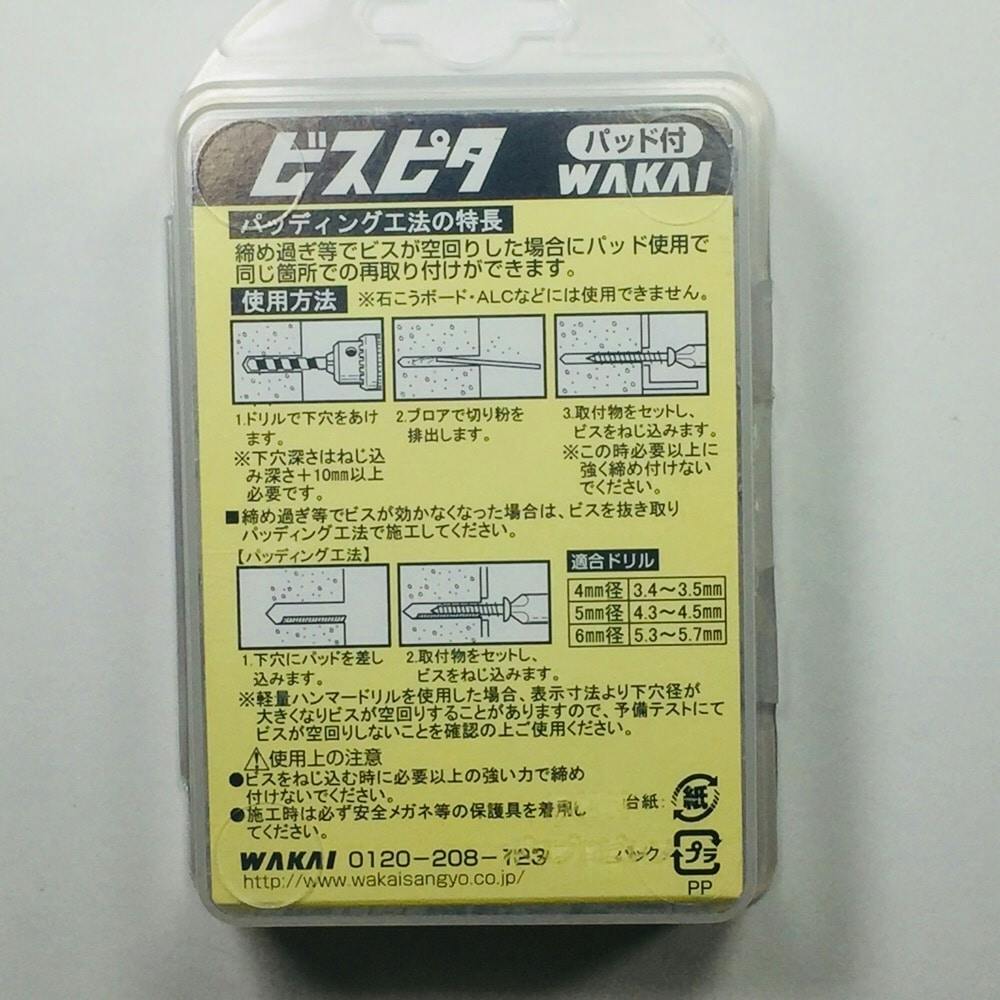 ビスピタ
パッド付
WAKAI
パッディング工法の特長
締め過ぎ等でビスが空回りした場合にパッド使用で
同じ箇所での再取り付けができます。
使用方法 ※石こうボード・ALCなどには使用できません。
1.ドリルで下穴をあけ
ます。
※下穴深さはねじ込
み深さ+10mm以上
必要です。
2.ブロアで切り粉を
排出します。
3.取付物をセットし、
ビスをねじ込みます。
※この時必要以上に
強く締め付けない
でください。
■締め過ぎ等でビスが効かなくなった場合は、ビスを抜き取り
パッディング工法で施工してください。
【パッディング工法】
1.下穴にパッドを差し
込みます。
2.取付物をセットし、
ビスをねじ込みます。
適合ドリル
4mm径 3.4～3.5mm
5mm径 4.3～4.5mm
6mm径 5.3～5.7mm
※軽量ハンマードリルを使用した場合、表示寸法より下穴径が
大きくなりビスが空回りすることがありますので、予備テストにて
ビスが空回りしないことを確認の上ご使用ください。
⚠使用上の注意
●ビスをねじ込む時に必要以上の強い力で締め
付けないでください。
●施工時は必ず安全メガネ等の保護具を着用し
てください。
台紙: 紙
パック: プラ
PP
WAKAI 0120-208-723
http://www.wakaisangyo.co.jp/